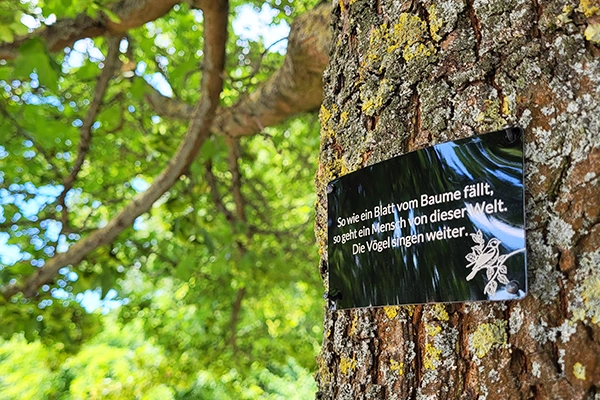 So wie ein Blatt vom Baume fällt,
so geht ein Mensch von dieser Welt.
Die Vögel singen weiter.